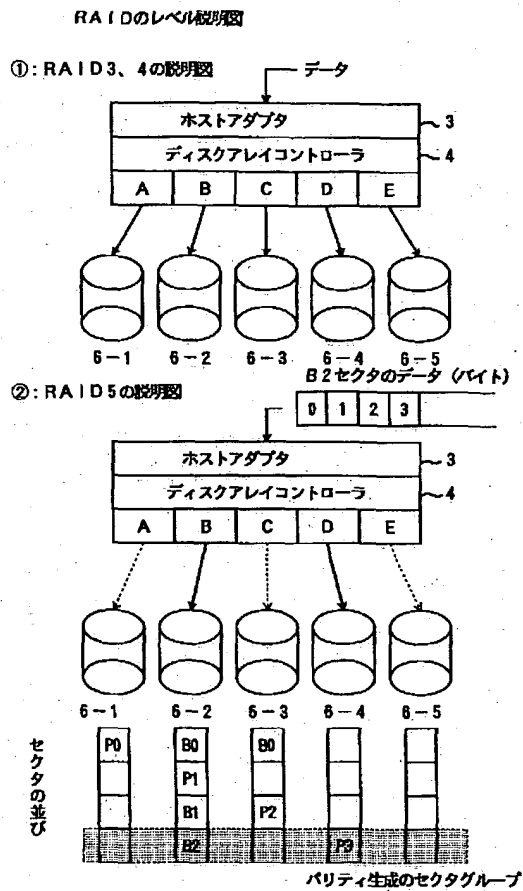 RAIDのレベル説明図
①：RAID3、4の説明図
データ
ホストアダプタ
3
ディスクアレイコントローラ
4
A B C D E
6-1 6-2 6-3 6-4 6-5
B2セクタのデータ（バイト）
②：RAID5の説明図
0 1 2 3
ホストアダプタ
3
ディスクアレイコントローラ
4
A B C D E
6-1 6-2 6-3 6-4 6-5
セクタの並び
P0 B0 B0
P1
B1 P2
B2 P3
パリティ生成のセクタグループ